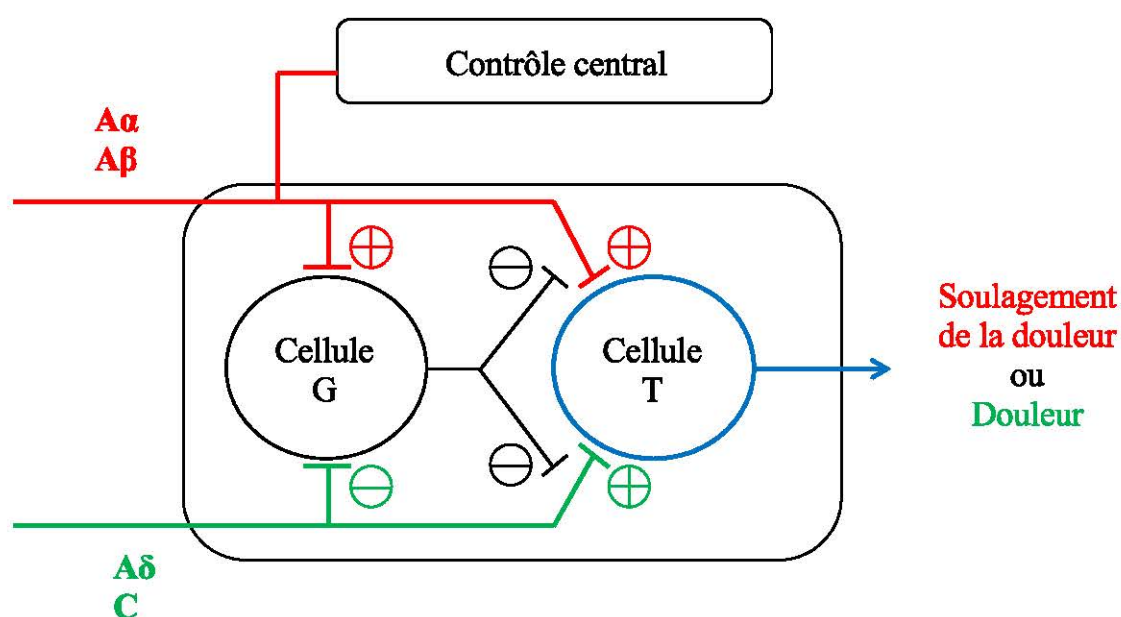 Contrôle central
Aα
Aβ
Cellule
G
Cellule
T
Soulagement
de la douleur
ou
Douleur
Aδ
C